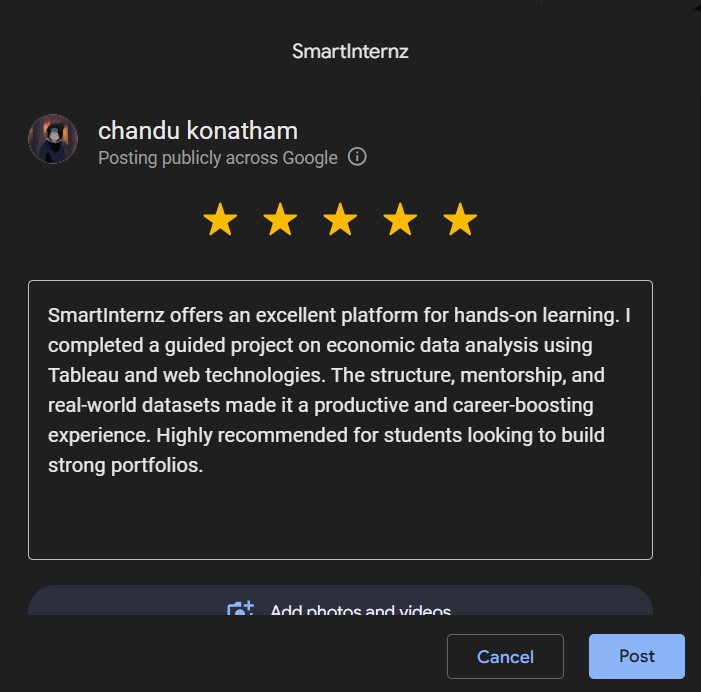 SmartInternz
chandu konatham
Posting publicly across Google
SmartInternz offers an excellent platform for hands-on learning. I
completed a guided project on economic data analysis using
Tableau and web technologies. The structure, mentorship, and
real-world datasets made it a productive and career-boosting
experience. Highly recommended for students looking to build
strong portfolios.
Add photos and videos
Cancel
Post